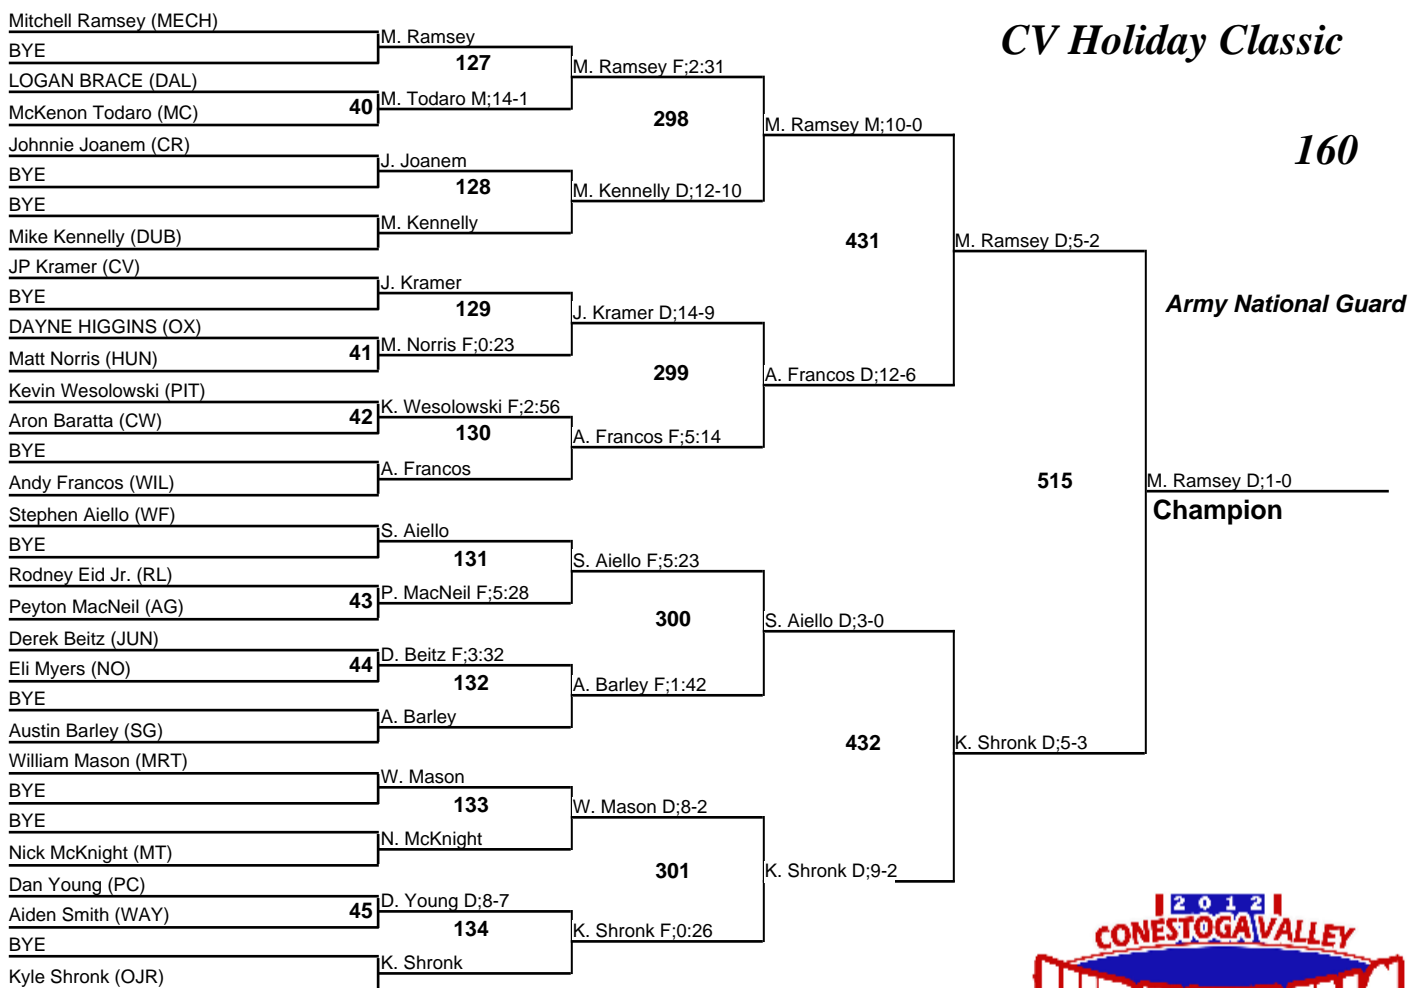 CV Holiday Classic
160
Army National Guard
Mitchell Ramsey (MECH)
BYE
LOGAN BRACE (DAL)
McKenon Todaro (MC)
Johnnie Joanem (CR)
BYE
BYE
Mike Kennelly (DUB)
JP Kramer (CV)
BYE
DAYNE HIGGINS (OX)
Matt Norris (HUN)
Kevin Wesolowski (PIT)
Aron Baratta (CW)
BYE
Andy Francos (WIL)
Stephen Aiello (WF)
BYE
Rodney Eid Jr. (RL)
Peyton MacNeil (AG)
Derek Beitz (JUN)
Eli Myers (NO)
BYE
Austin Barley (SG)
William Mason (MRT)
BYE
BYE
Nick McKnight (MT)
Dan Young (PC)
Aiden Smith (WAY)
BYE
Kyle Shronk (OJR)
40
41
42
43
44
45
M. Ramsey
127
M. Todaro M;14-1
J. Joanem
128
M. Kennelly
J. Kramer
129
M. Norris F;0:23
K. Wesolowski F;2:56
130
A. Francos
S. Aiello
131
P. MacNeil F;5:28
D. Beitz F;3:32
132
A. Barley
W. Mason
133
N. McKnight
D. Young D;8-7
134
K. Shronk
M. Ramsey F;2:31
298
M. Kennelly D;12-10
J. Kramer D;14-9
299
A. Francos F;5:14
S. Aiello F;5:23
300
A. Barley F;1:42
W. Mason D;8-2
301
K. Shronk F;0:26
M. Ramsey M;10-0
431
A. Francos D;12-6
S. Aiello D;3-0
432
K. Shronk D;9-2
M. Ramsey D;5-2
515
K. Shronk D;5-3
M. Ramsey D;1-0
Champion
2012
CONESTOGA VALLEY